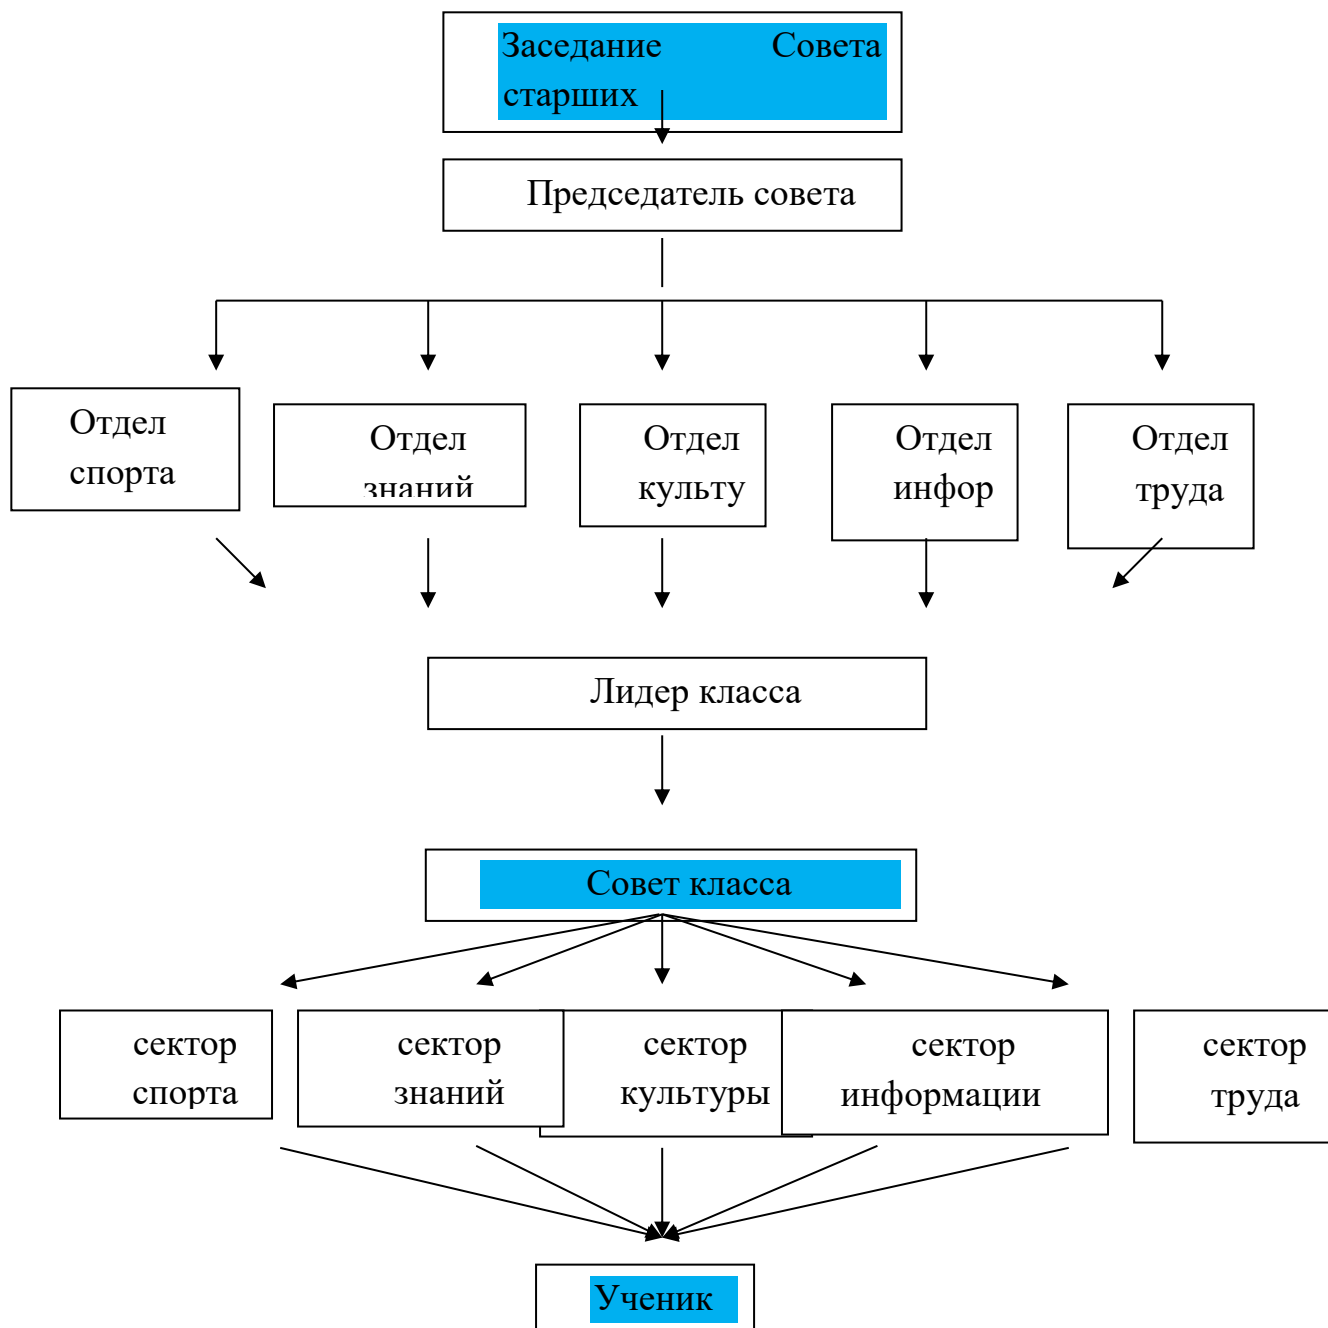 Заседание Совета
старших
Председатель совета
Отдел
спорта
Отдел
знаний
Отдел
культу
Отдел
инфор
Отдел
труда
Лидер класса
Совет класса
сектор
спорта
сектор
знаний
сектор
культуры
сектор
информации
сектор
труда
Ученик